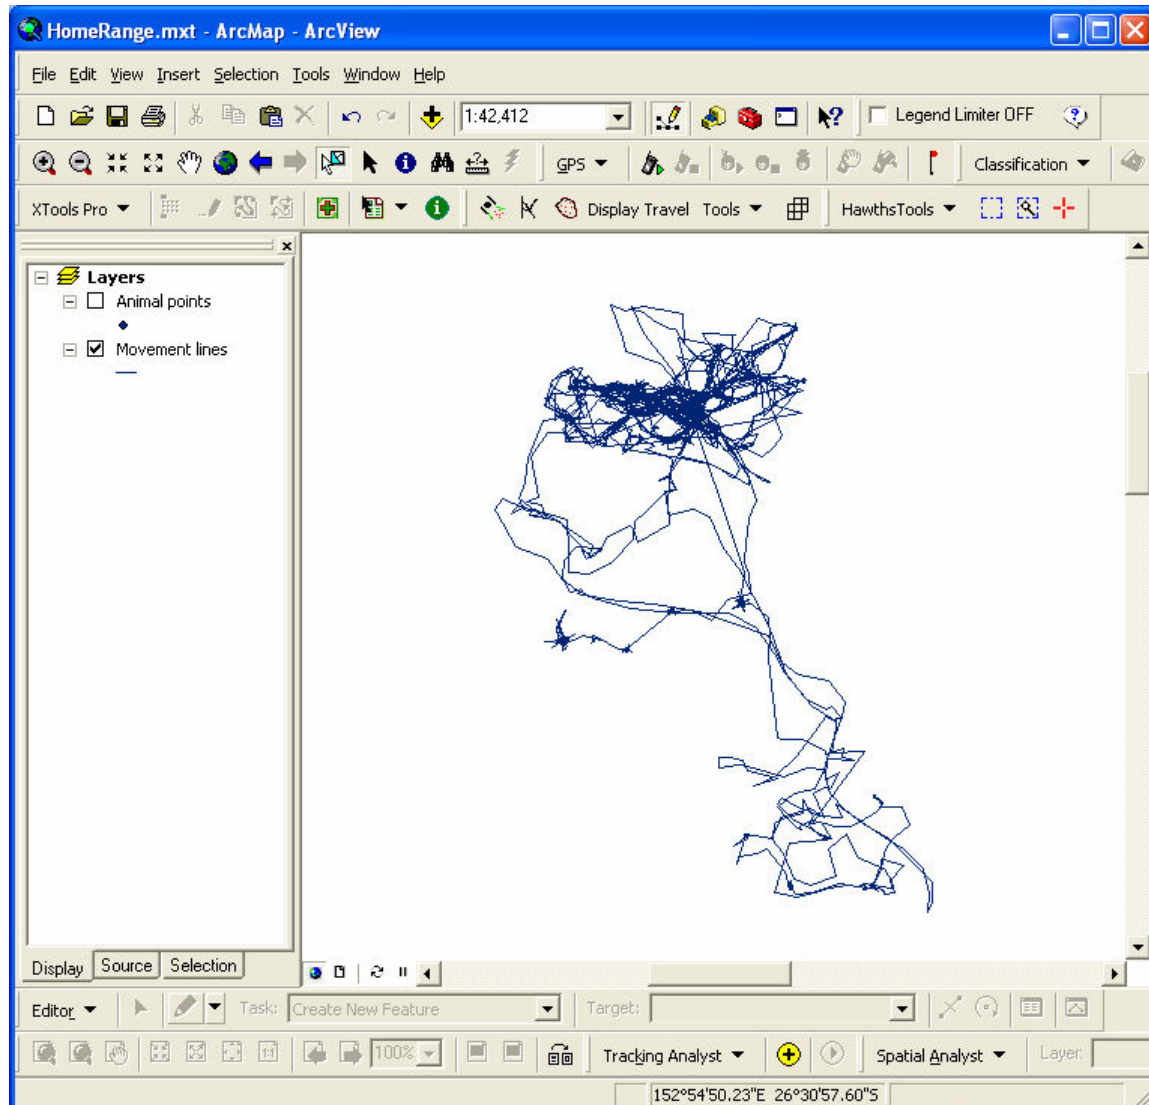 HomeRange.mxt - ArcMap - ArcView
File Edit View Insert Selection Tools Window Help
1:42,412 Legend Limiter OFF
GPS Classification
XTools Pro Display Travel Tools HawthsTools
Layers
Animal points
Movement lines
Display Source Selection
Editor Task: Create New Feature Target:
1:1 100% Tracking Analyst Spatial Analyst Layer:
152°54'50.23"E 26°30'57.60"S